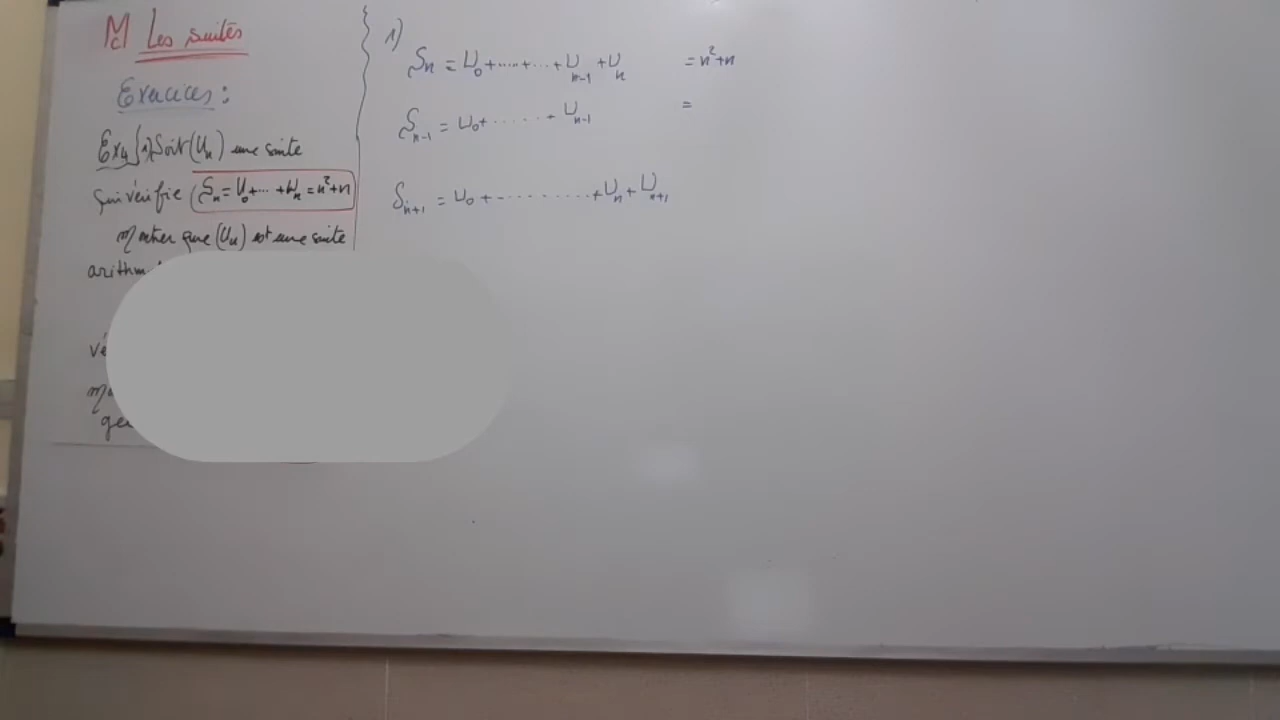 Mc Les suites
Exercices :
Ex4 1) Soit (Un) une suite
qui vérifie Sn = U0+...+Un = n²+n
Montrer que (Un) est une suite
1)
Sn = U0+.....+...+Un-1+Un = n²+n
Sn-1 = U0+......+Un-1 =
Sn+1 = U0+..........+Un+Un+1